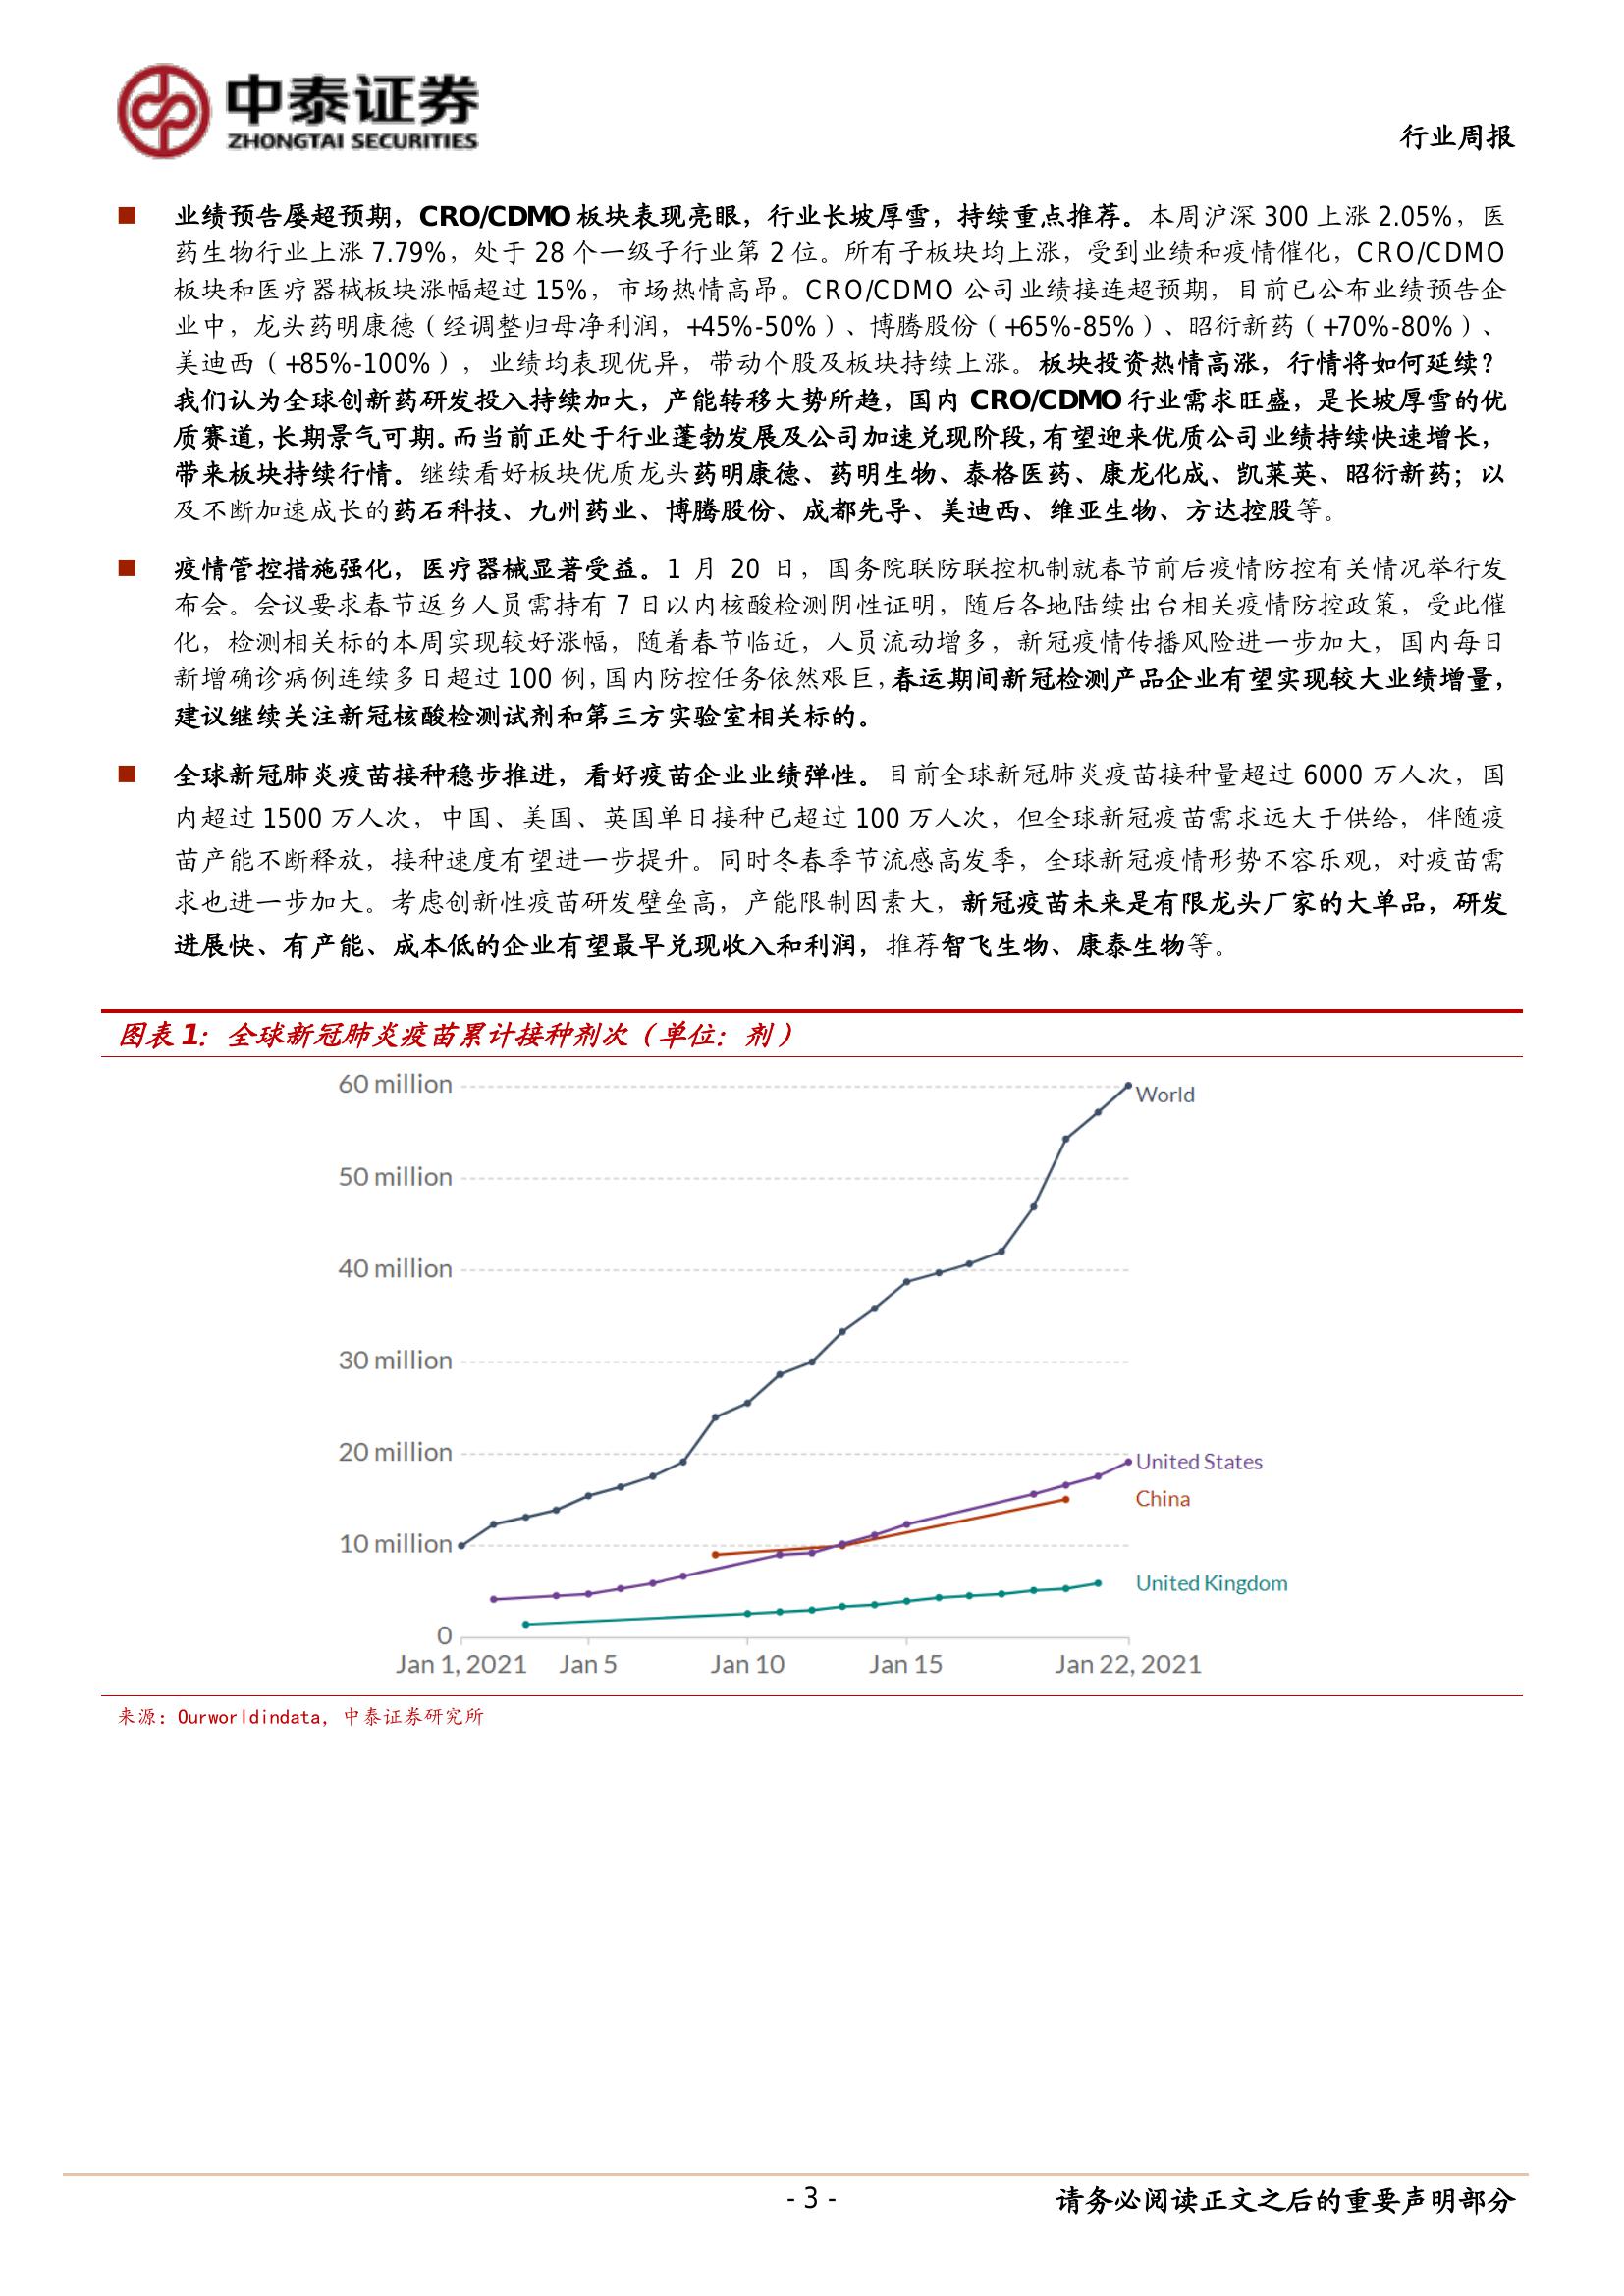 中泰证券
ZHONGTAI SECURITIES
行业周报
业绩预告屡超预期，CRO/CDMO 板块表现亮眼，行业长坡厚雪，持续重点推荐。本周沪深 300 上涨 2.05%，医
药生物行业上涨 7.79%，处于 28 个一级子行业第 2 位。所有子板块均上涨，受到业绩和疫情催化，CRO/CDMO
板块和医疗器械板块涨幅超过 15%，市场热情高昂。CRO/CDMO 公司业绩接连超预期，目前已公布业绩预告企
业中，龙头药明康德（经调整归母净利润，+45%-50%）、博腾股份（+65%-85%）、昭衍新药（+70%-80%）、
美迪西（+85%-100%），业绩均表现优异，带动个股及板块持续上涨。板块投资热情高涨，行情将如何延续？
我们认为全球创新药研发投入持续加大，产能转移大势所趋，国内 CRO/CDMO 行业需求旺盛，是长坡厚雪的优
质赛道，长期景气可期。而当前正处于行业蓬勃发展及公司加速兑现阶段，有望迎来优质公司业绩持续快速增长，
带来板块持续行情。继续看好板块优质龙头药明康德、药明生物、泰格医药、康龙化成、凯莱英、昭衍新药；以
及不断加速成长的药石科技、九州药业、博腾股份、成都先导、美迪西、维亚生物、方达控股等。
疫情管控措施强化，医疗器械显著受益。1 月 20 日，国务院联防联控机制就春节前后疫情防控有关情况举行发
布会。会议要求春节返乡人员需持有 7 日以内核酸检测阴性证明，随后各地陆续出台相关疫情防控政策，受此催
化，检测相关标的本周实现较好涨幅，随着春节临近，人员流动增多，新冠疫情传播风险进一步加大，国内每日
新增确诊病例连续多日超过 100 例，国内防控任务依然艰巨，春运期间新冠检测产品企业有望实现较大业绩增量，
建议继续关注新冠核酸检测试剂和第三方实验室相关标的。
全球新冠肺炎疫苗接种稳步推进，看好疫苗企业业绩弹性。目前全球新冠肺炎疫苗接种量超过 6000 万人次，国
内超过 1500 万人次，中国、美国、英国单日接种已超过 100 万人次，但全球新冠疫苗需求远大于供给，伴随疫
苗产能不断释放，接种速度有望进一步提升。同时冬春季节流感高发季，全球新冠疫情形势不容乐观，对疫苗需
求也进一步加大。考虑创新性疫苗研发壁垒高，产能限制因素大，新冠疫苗未来是有限龙头厂家的大单品，研发
进展快、有产能、成本低的企业有望最早兑现收入和利润，推荐智飞生物、康泰生物等。
图表 1：全球新冠肺炎疫苗累计接种剂次（单位：剂）
60 million
World
50 million
40 million
30 million
20 million
United States
China
10 million
United Kingdom
0
Jan 1, 2021 Jan 5 Jan 10 Jan 15 Jan 22, 2021
来源：Ourworldindata，中泰证券研究所
- 3 -
请务必阅读正文之后的重要声明部分